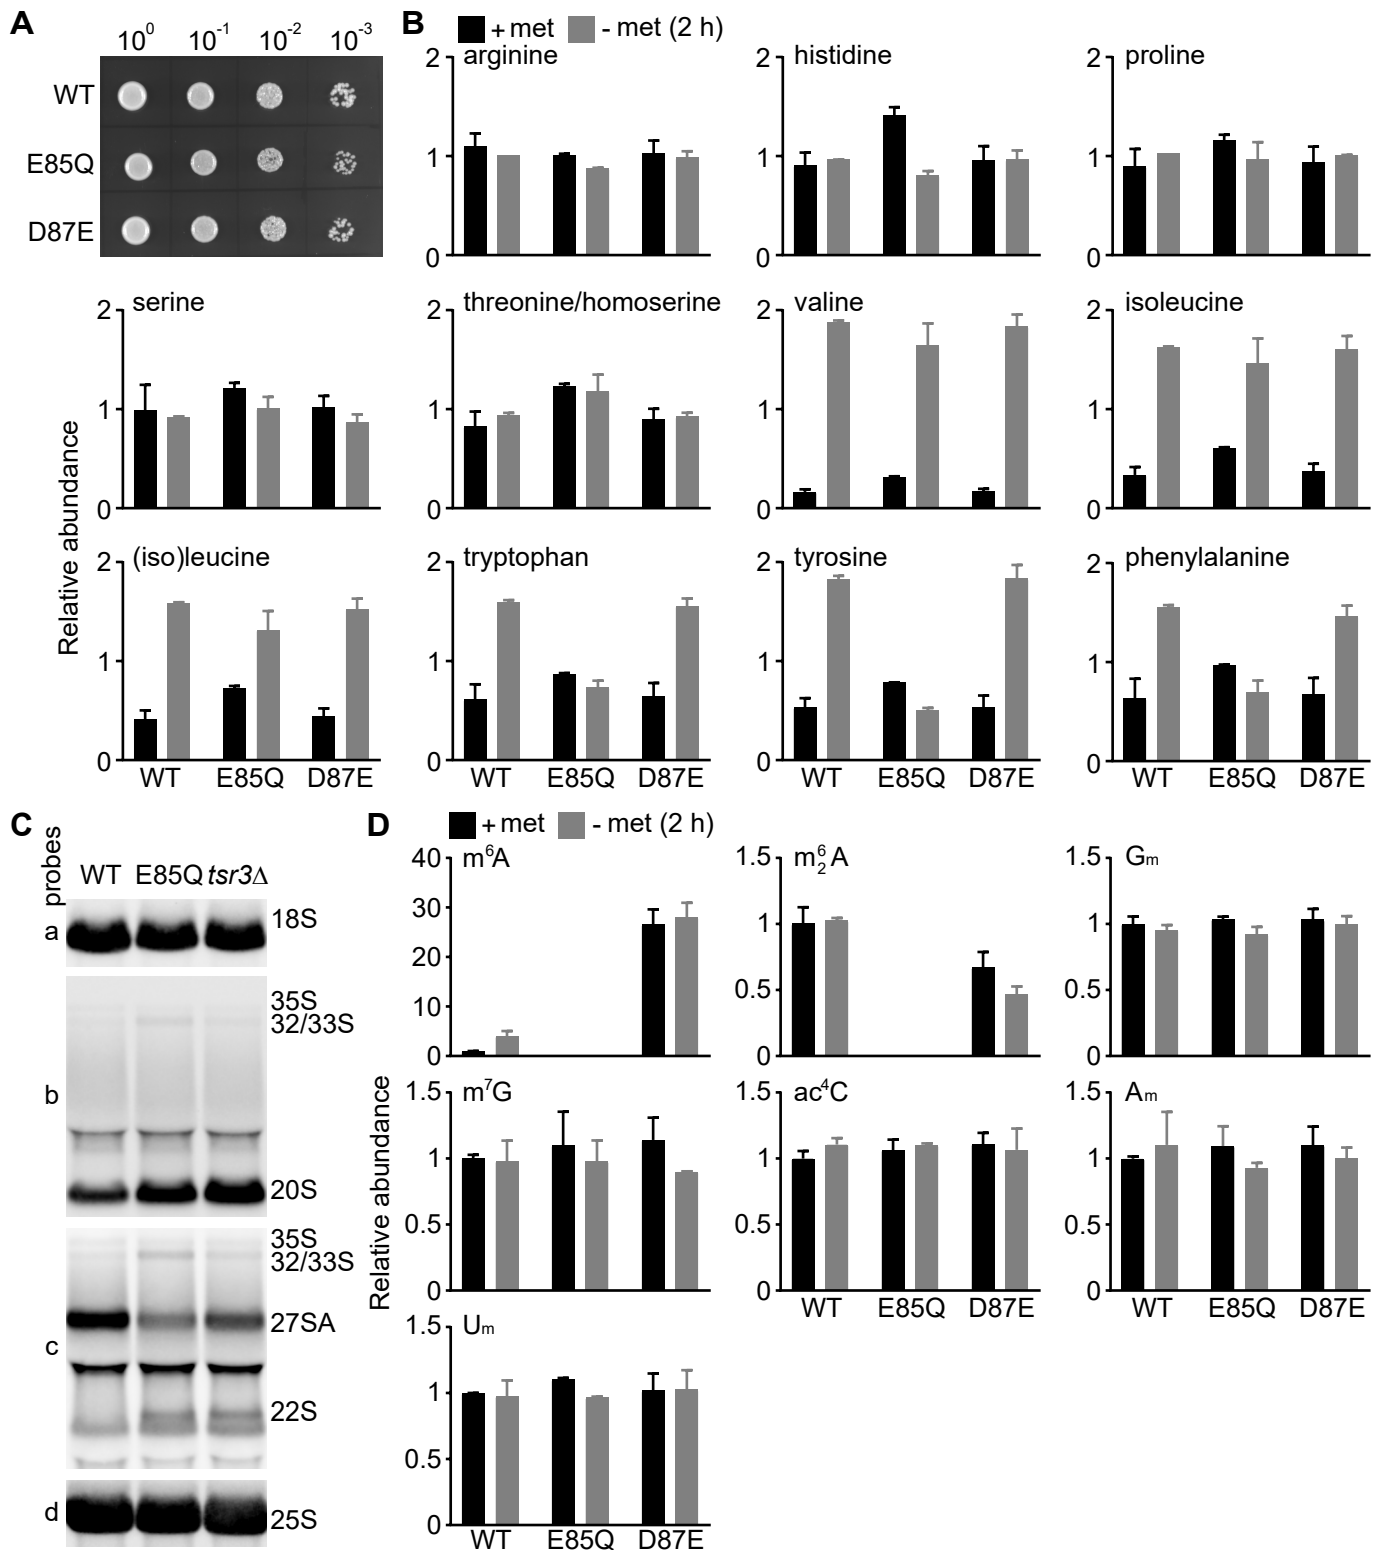 A
10⁰ 10⁻¹ 10⁻² 10⁻³
WT
E85Q
D87E
B
+ met - met (2 h)
arginine
2
1
0
histidine
2
1
0
proline
2
1
0
Relative abundance
serine
2
1
0
threonine/homoserine
2
1
0
valine
2
1
0
isoleucine
2
1
0
(iso)leucine
2
1
0
WT E85Q D87E
tryptophan
2
1
0
WT E85Q D87E
tyrosine
2
1
0
WT E85Q D87E
phenylalanine
2
1
0
WT E85Q D87E
C
probes
WT E85Q tsr3Δ
a
18S
b
35S
32/33S
20S
c
35S
32/33S
27SA
22S
d
25S
D
+ met - met (2 h)
Relative abundance
m⁶A
40
30
20
10
0
m⁶₂A
1.5
1
0.5
0
Gm
1.5
1
0.5
0
m⁷G
1.5
1
0.5
0
ac⁴C
1.5
1
0.5
0
WT E85Q D87E
Am
1.5
1
0.5
0
WT E85Q D87E
Um
1.5
1
0.5
0
WT E85Q D87E